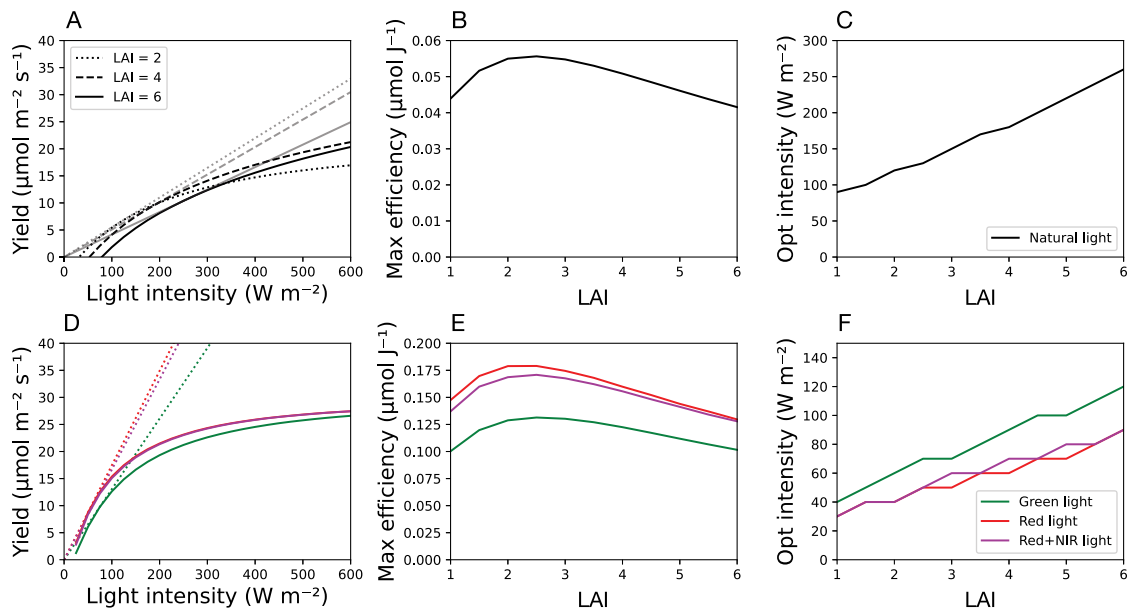 A
B
C
Yield (μmol m⁻² s⁻¹)
40
35
30
25
20
15
10
5
0
LAI = 2
LAI = 4
LAI = 6
0 100 200 300 400 500 600
Light intensity (W m⁻²)
Max efficiency (μmol J⁻¹)
0.06
0.05
0.04
0.03
0.02
0.01
0.00
1 2 3 4 5 6
LAI
Opt intensity (W m⁻²)
300
250
200
150
100
50
0
Natural light
1 2 3 4 5 6
LAI
D
E
F
Yield (μmol m⁻² s⁻¹)
40
35
30
25
20
15
10
5
0
0 100 200 300 400 500 600
Light intensity (W m⁻²)
Max efficiency (μmol J⁻¹)
0.200
0.175
0.150
0.125
0.100
0.075
0.050
0.025
0.000
1 2 3 4 5 6
LAI
Opt intensity (W m⁻²)
140
120
100
80
60
40
20
0
Green light
Red light
Red+NIR light
1 2 3 4 5 6
LAI